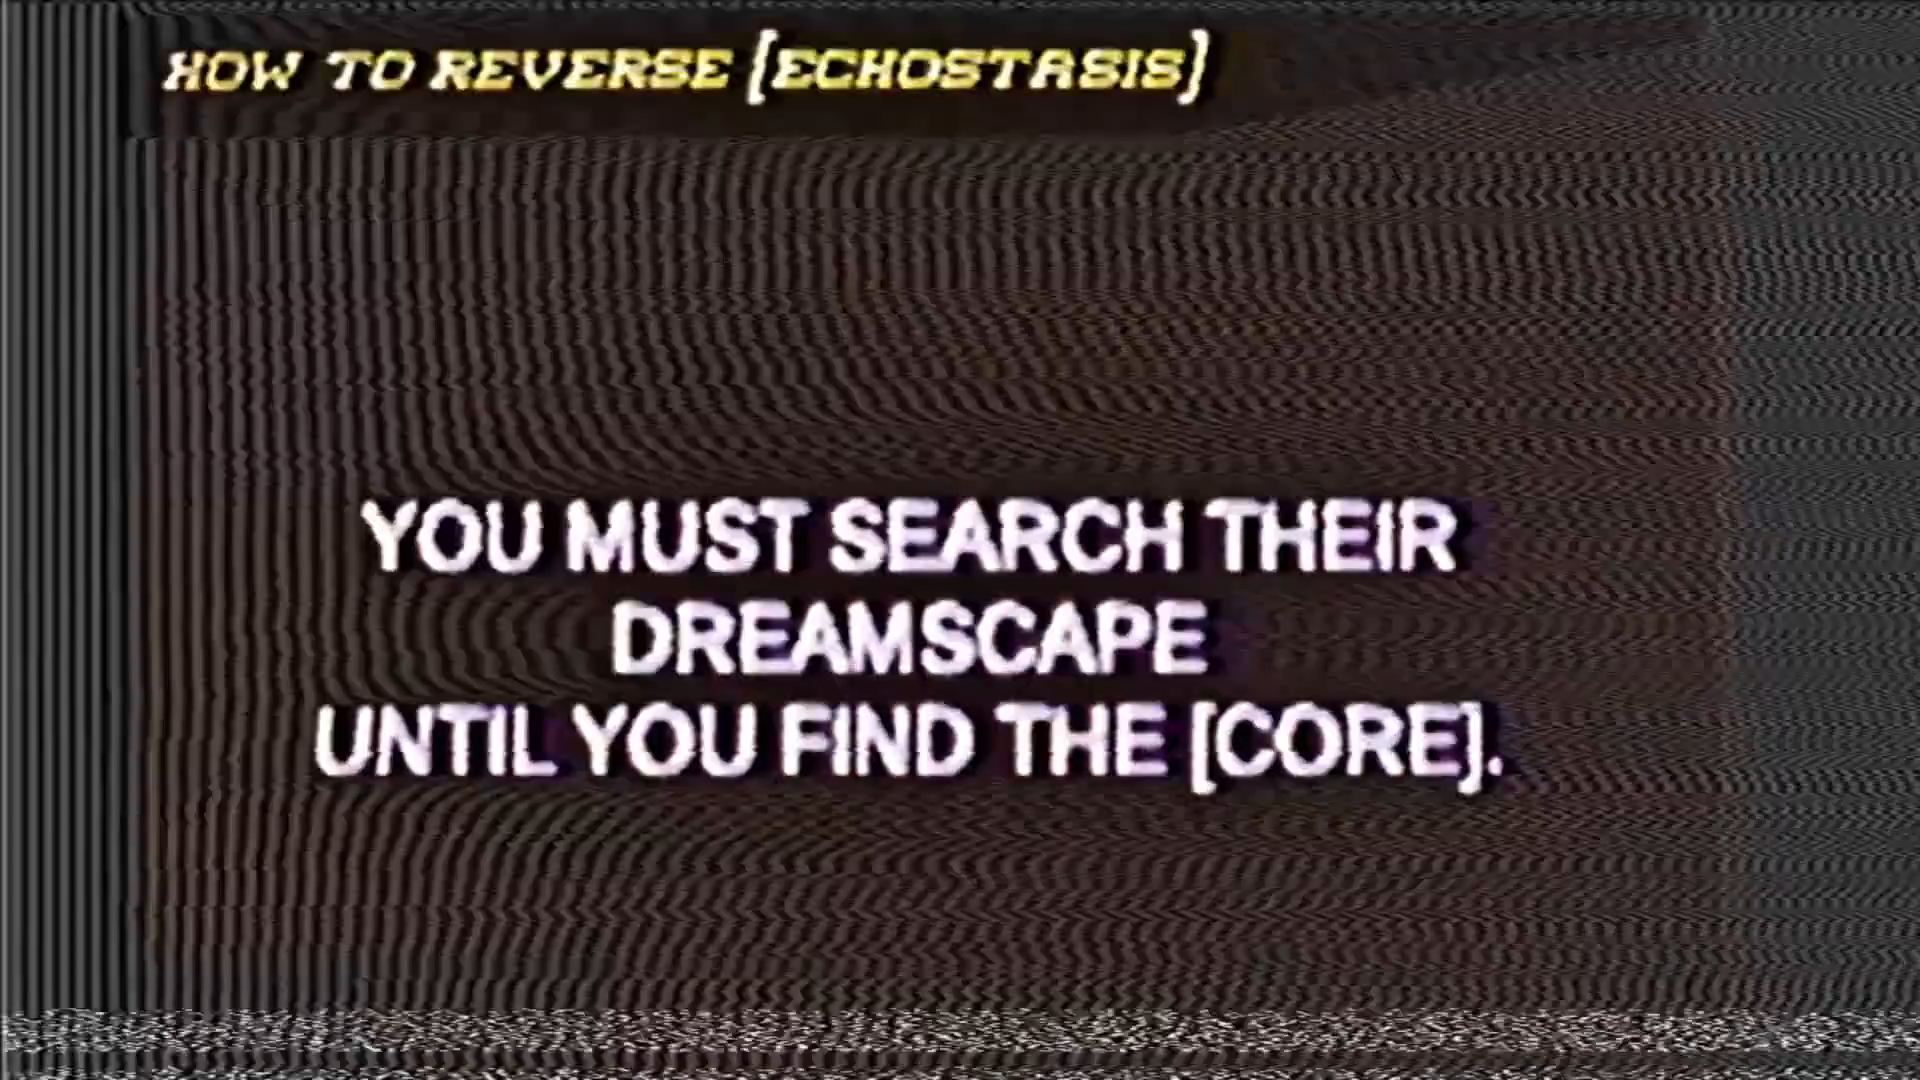 HOW TO REVERSE [ECHOSTASIS]
YOU MUST SEARCH THEIR
DREAMSCAPE
UNTIL YOU FIND THE [CORE].